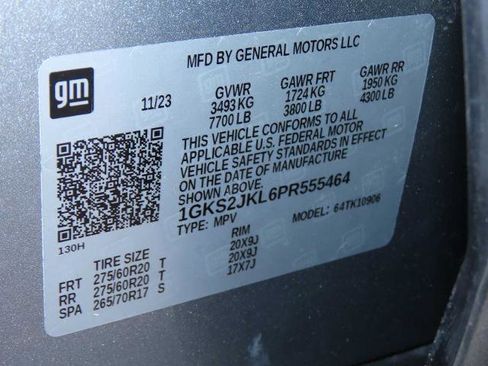 MFD BY GENERAL MOTORS LLC
gm
11/23 GVWR GAWR FRT GAWR RR
3493 KG 1724 KG 1950 KG
7700 LB 3800 LB 4300 LB
THIS VEHICLE CONFORMS TO ALL
APPLICABLE U.S. FEDERAL MOTOR
VEHICLE SAFETY STANDARDS IN EFFECT
ON THE DATE OF MANUFACTURE
SHOWN ABOVE.
1GKS2JKL6PR555464
TYPE: MPV MODEL: 64TK10906
130H
TIRE SIZE RIM
FRT 275/60R20 T 20X9J
RR 275/60R20 T 20X9J
SPA 265/70R17 S 17X7J